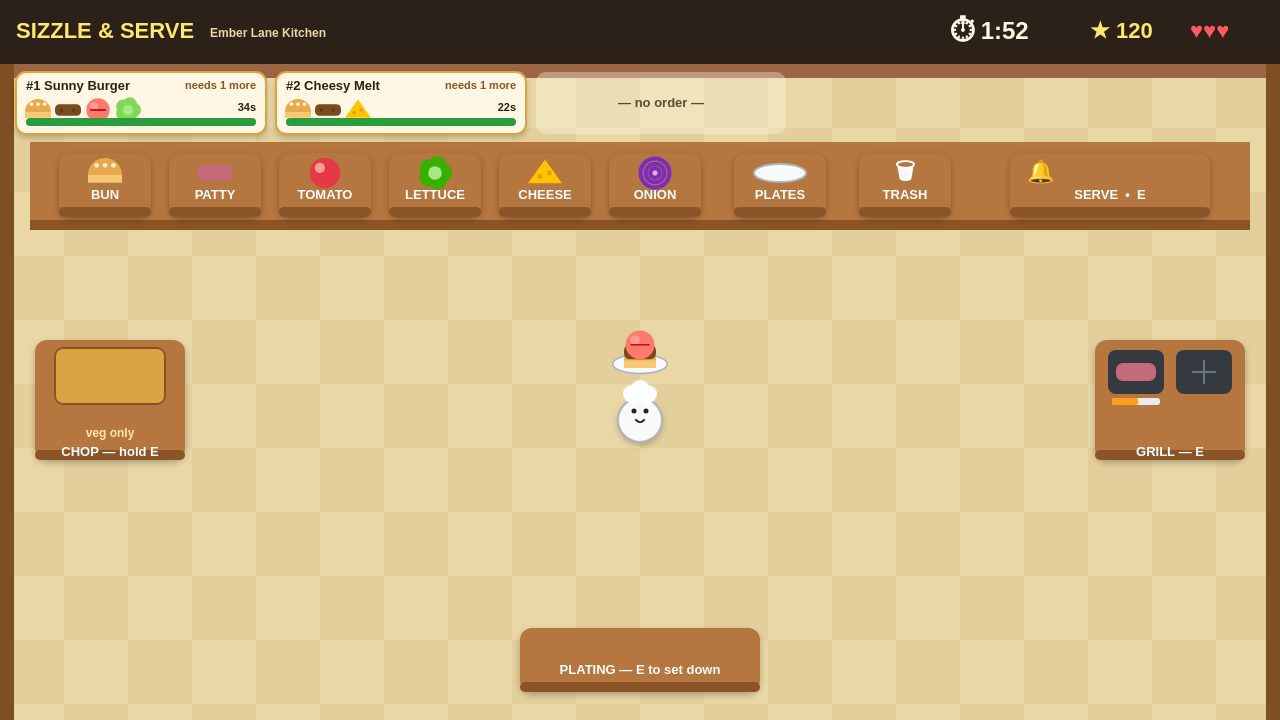 SIZZLE & SERVE
Ember Lane Kitchen
1:52
★ 120
♥♥♥
#1 Sunny Burger
needs 1 more
34s
#2 Cheesy Melt
needs 1 more
22s
— no order —
BUN
PATTY
TOMATO
LETTUCE
CHEESE
ONION
PLATES
TRASH
SERVE • E
veg only
CHOP — hold E
GRILL — E
PLATING — E to set down